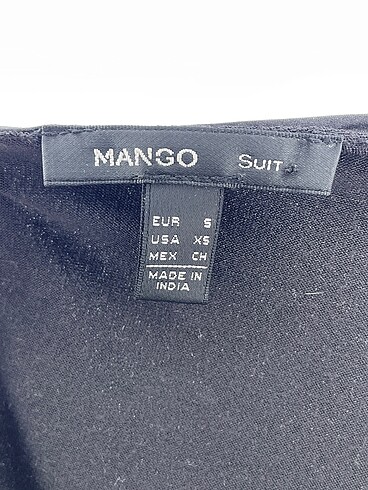 MANGO SUIT
EUR S
USA XS
MEX CH
MADE IN
INDIA